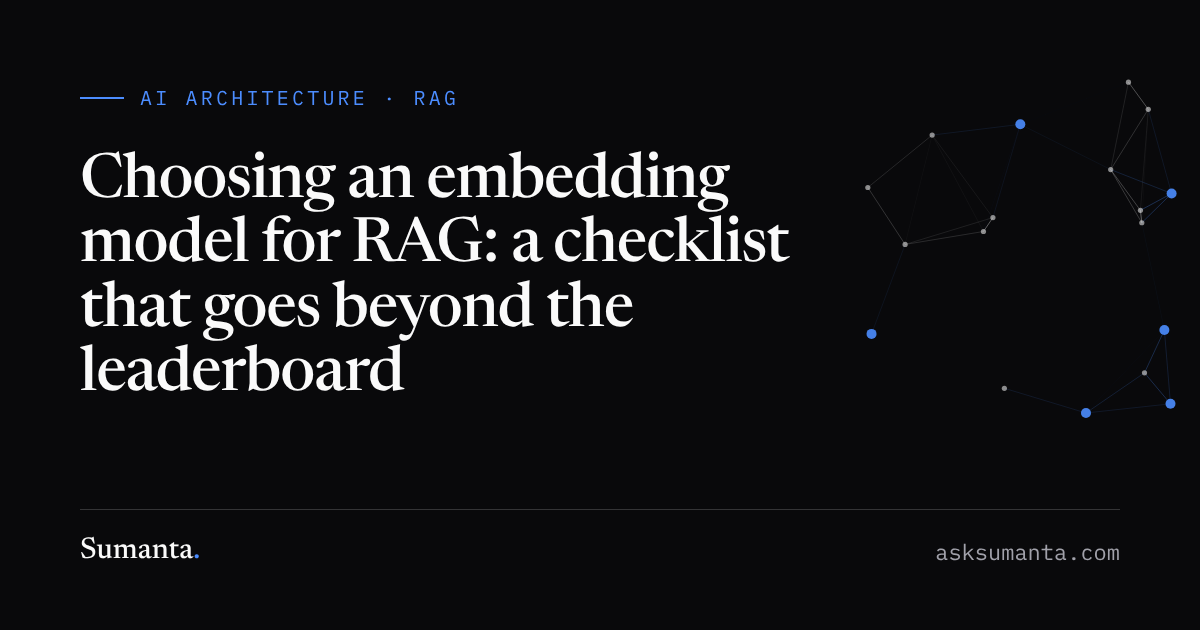 AI ARCHITECTURE · RAG
Choosing an embedding
model for RAG: a checklist
that goes beyond the
leaderboard
Sumanta.
asksumanta.com